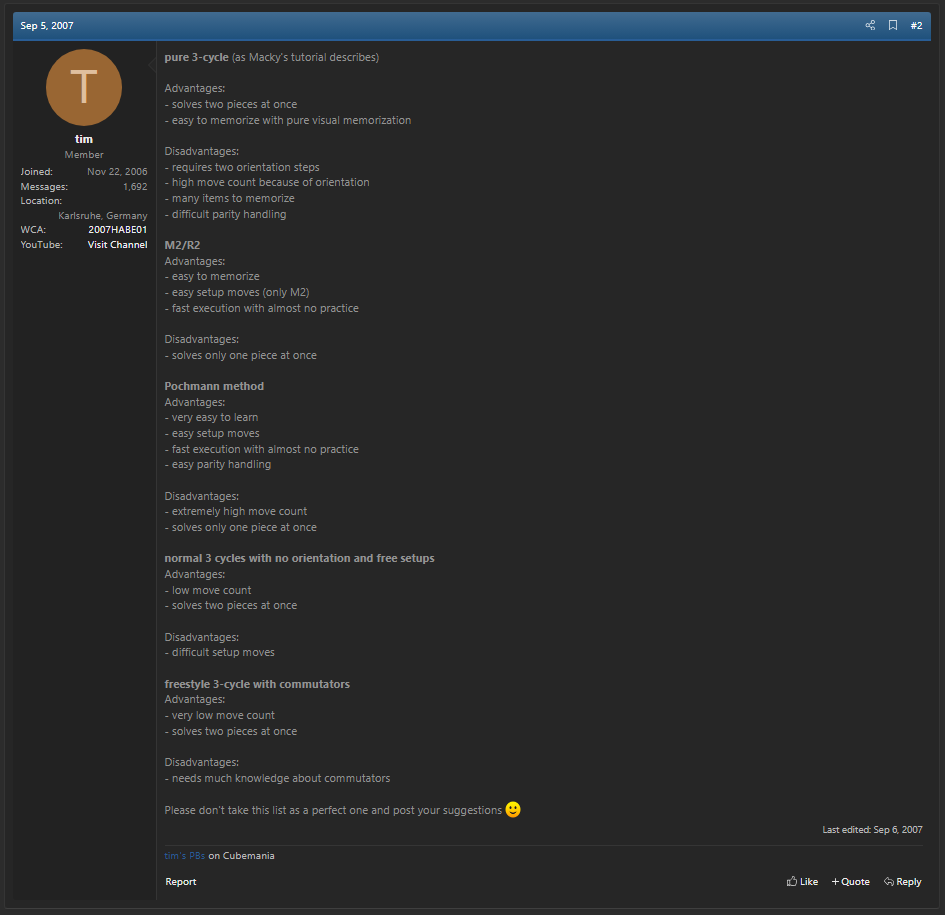 Sep 5, 2007
#2
T
tim
Member
Joined: Nov 22, 2006
Messages: 1,692
Location:
Karlsruhe, Germany
WCA: 2007HABE01
YouTube: Visit Channel
pure 3-cycle (as Macky's tutorial describes)
Advantages:
- solves two pieces at once
- easy to memorize with pure visual memorization
Disadvantages:
- requires two orientation steps
- high move count because of orientation
- many items to memorize
- difficult parity handling
M2/R2
Advantages:
- easy to memorize
- easy setup moves (only M2)
- fast execution with almost no practice
Disadvantages:
- solves only one piece at once
Pochmann method
Advantages:
- very easy to learn
- easy setup moves
- fast execution with almost no practice
- easy parity handling
Disadvantages:
- extremely high move count
- solves only one piece at once
normal 3 cycles with no orientation and free setups
Advantages:
- low move count
- solves two pieces at once
Disadvantages:
- difficult setup moves
freestyle 3-cycle with commutators
Advantages:
- very low move count
- solves two pieces at once
Disadvantages:
- needs much knowledge about commutators
Please don't take this list as a perfect one and post your suggestions
Last edited: Sep 6, 2007
tim's PBs on Cubemania
Report
Like + Quote Reply